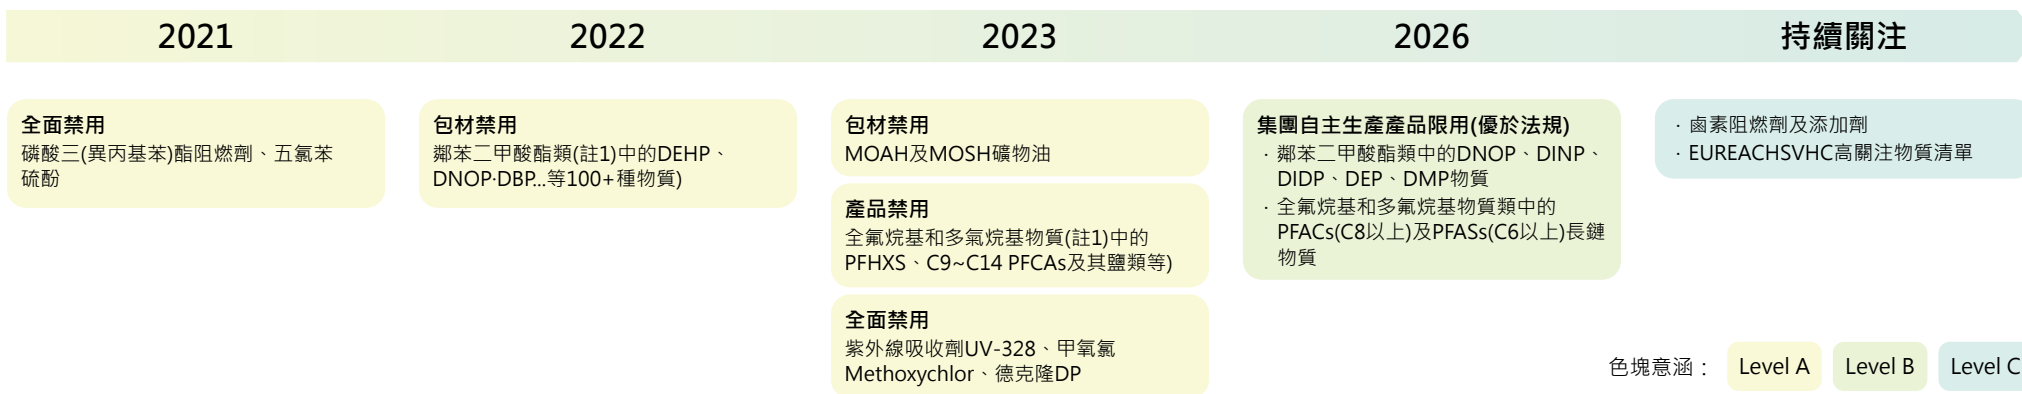 2021
2022
2023
2026
持續關注
全面禁用
磷酸三(異丙基苯)酯阻燃劑、五氯苯
硫酚
包材禁用
鄰苯二甲酸酯類(註1)中的DEHP、
DNOP·DBP...等100+種物質)
包材禁用
MOAH及MOSH礦物油
產品禁用
全氟烷基和多氟烷基物質(註1)中的
PFHXS、C9~C14 PFCAs及其鹽類等)
全面禁用
紫外線吸收劑UV-328、甲氧氯
Methoxychlor、德克隆DP
集團自主生產產品限用(優於法規)
· 鄰苯二甲酸酯類中的DNOP、DINP、
DIDP、DEP、DMP物質
· 全氟烷基和多氟烷基物質類中的
PFACs(C8以上)及PFASs(C6以上)長鏈
物質
· 鹵素阻燃劑及添加劑
· EUREACHSVHC高關注物質清單
色塊意涵： Level A Level B Level C